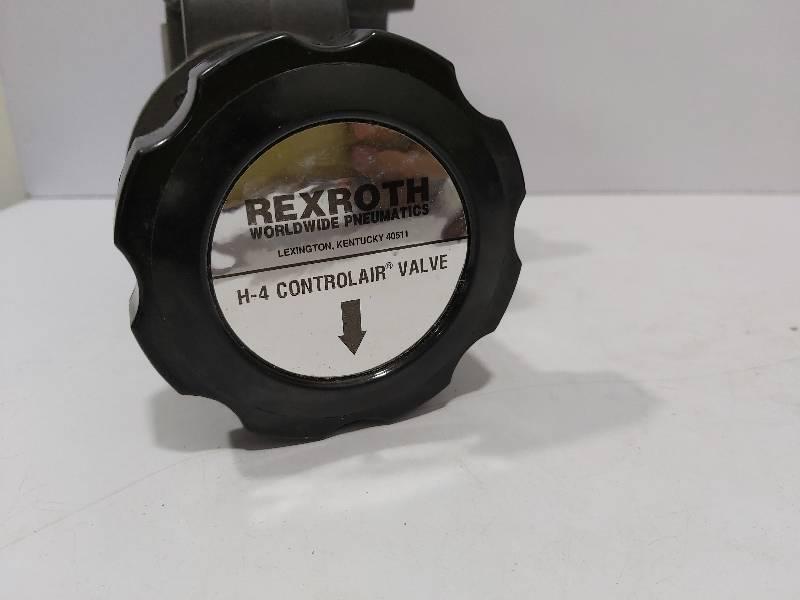 REXROTH
WORLDWIDE PNEUMATICS
LEXINGTON, KENTUCKY 40511
H-4 CONTROLAIR® VALVE